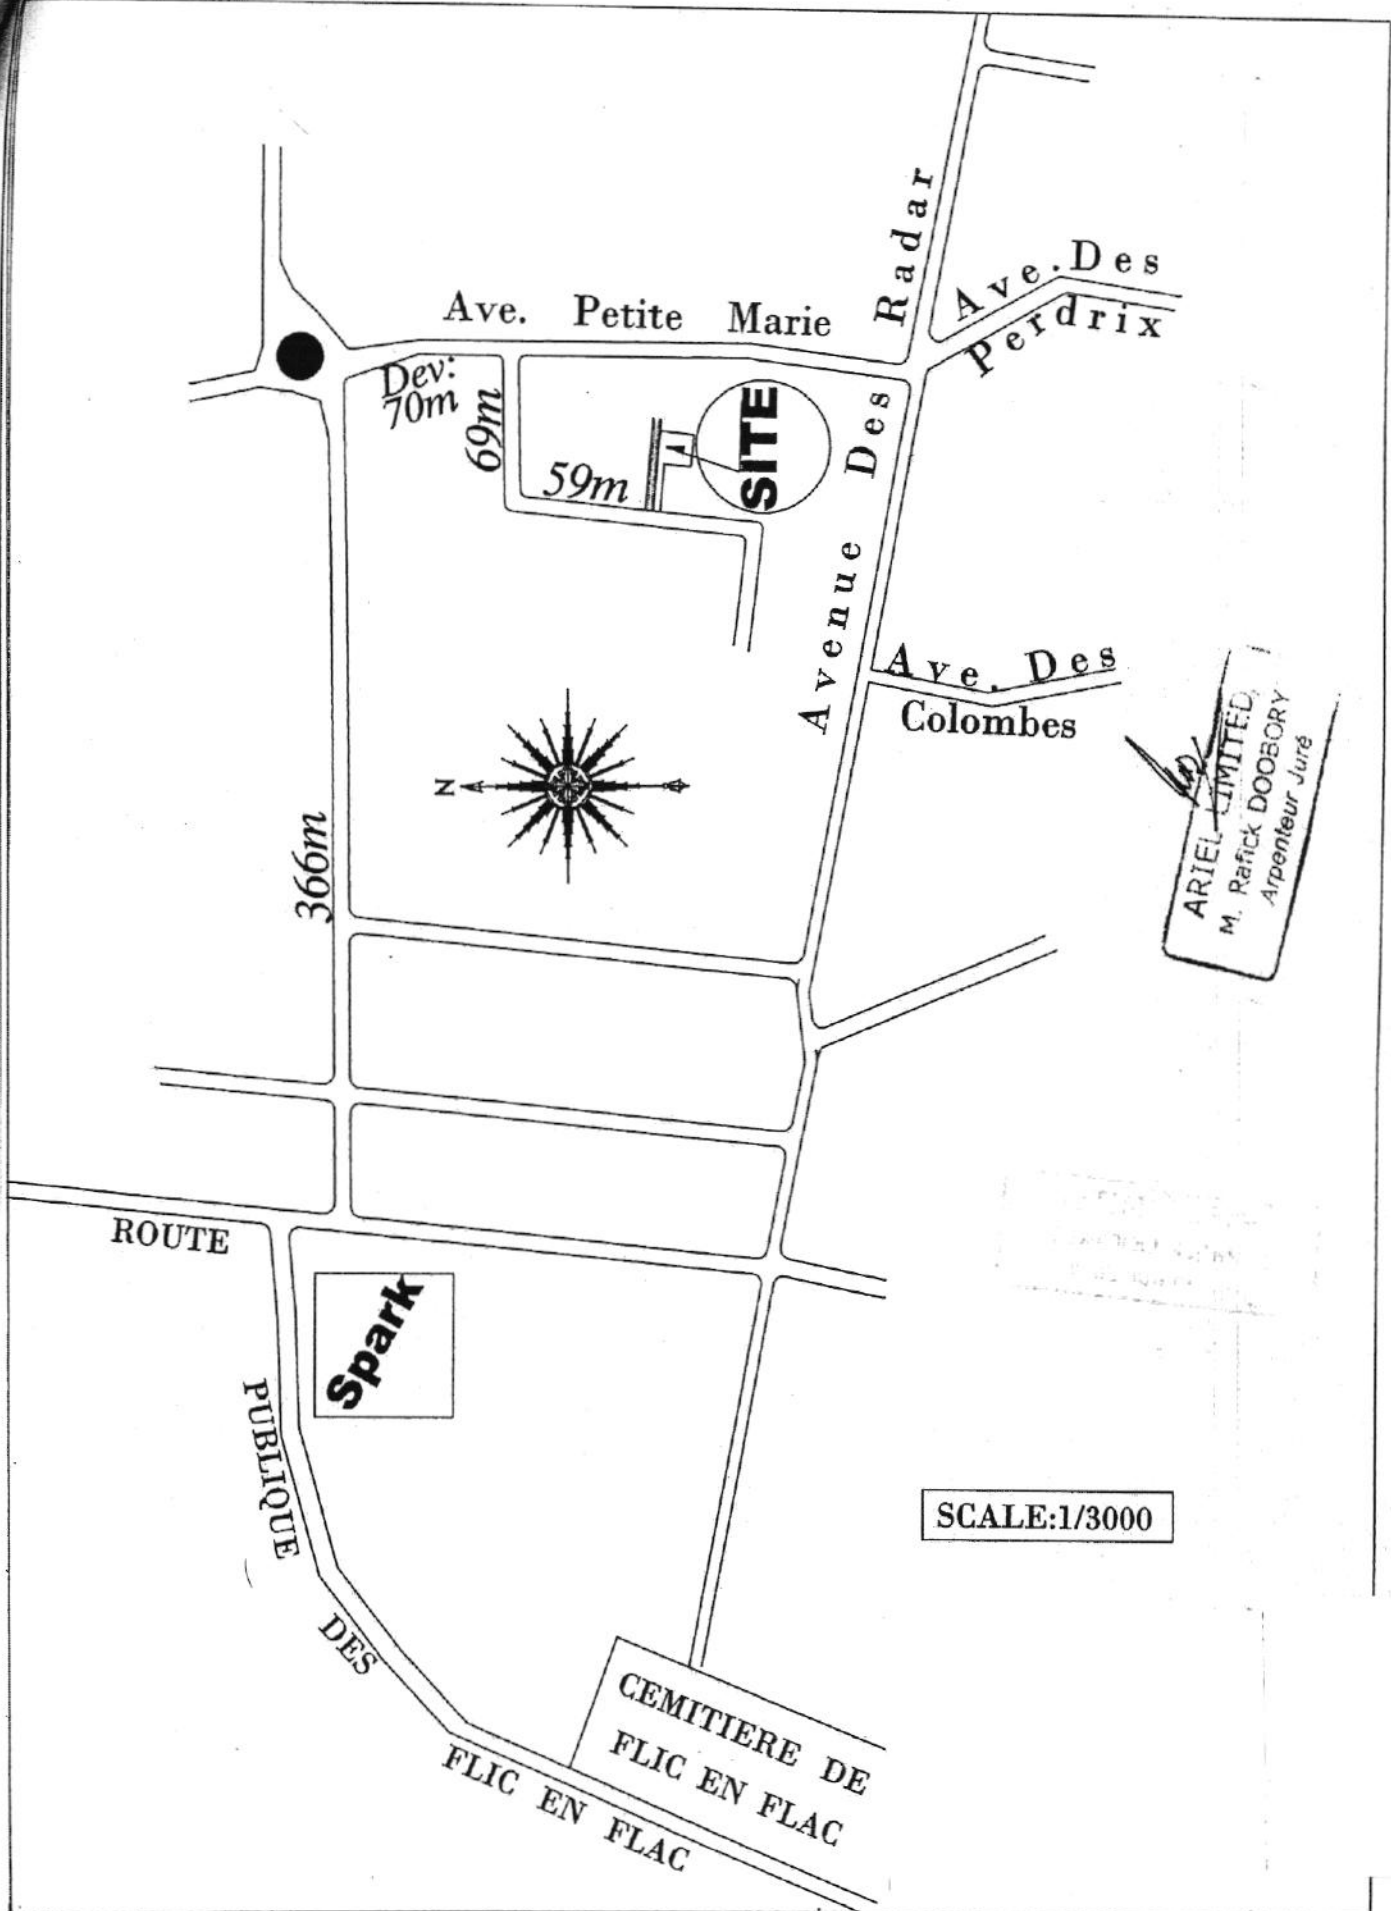 Radar
Ave. Des
Perdrix
Ave. Petite Marie
Dev:
70m
69m
59m
SITE
Avenue Des
Ave. Des
Colombes
N
366m
ARIEL LIMITED,
M. Rafick DOOBORY
Arpenteur Juré
ROUTE
Spark
PUBLIQUE
SCALE:1/3000
DES
CEMITIERE DE
FLIC EN FLAC
FLIC EN FLAC